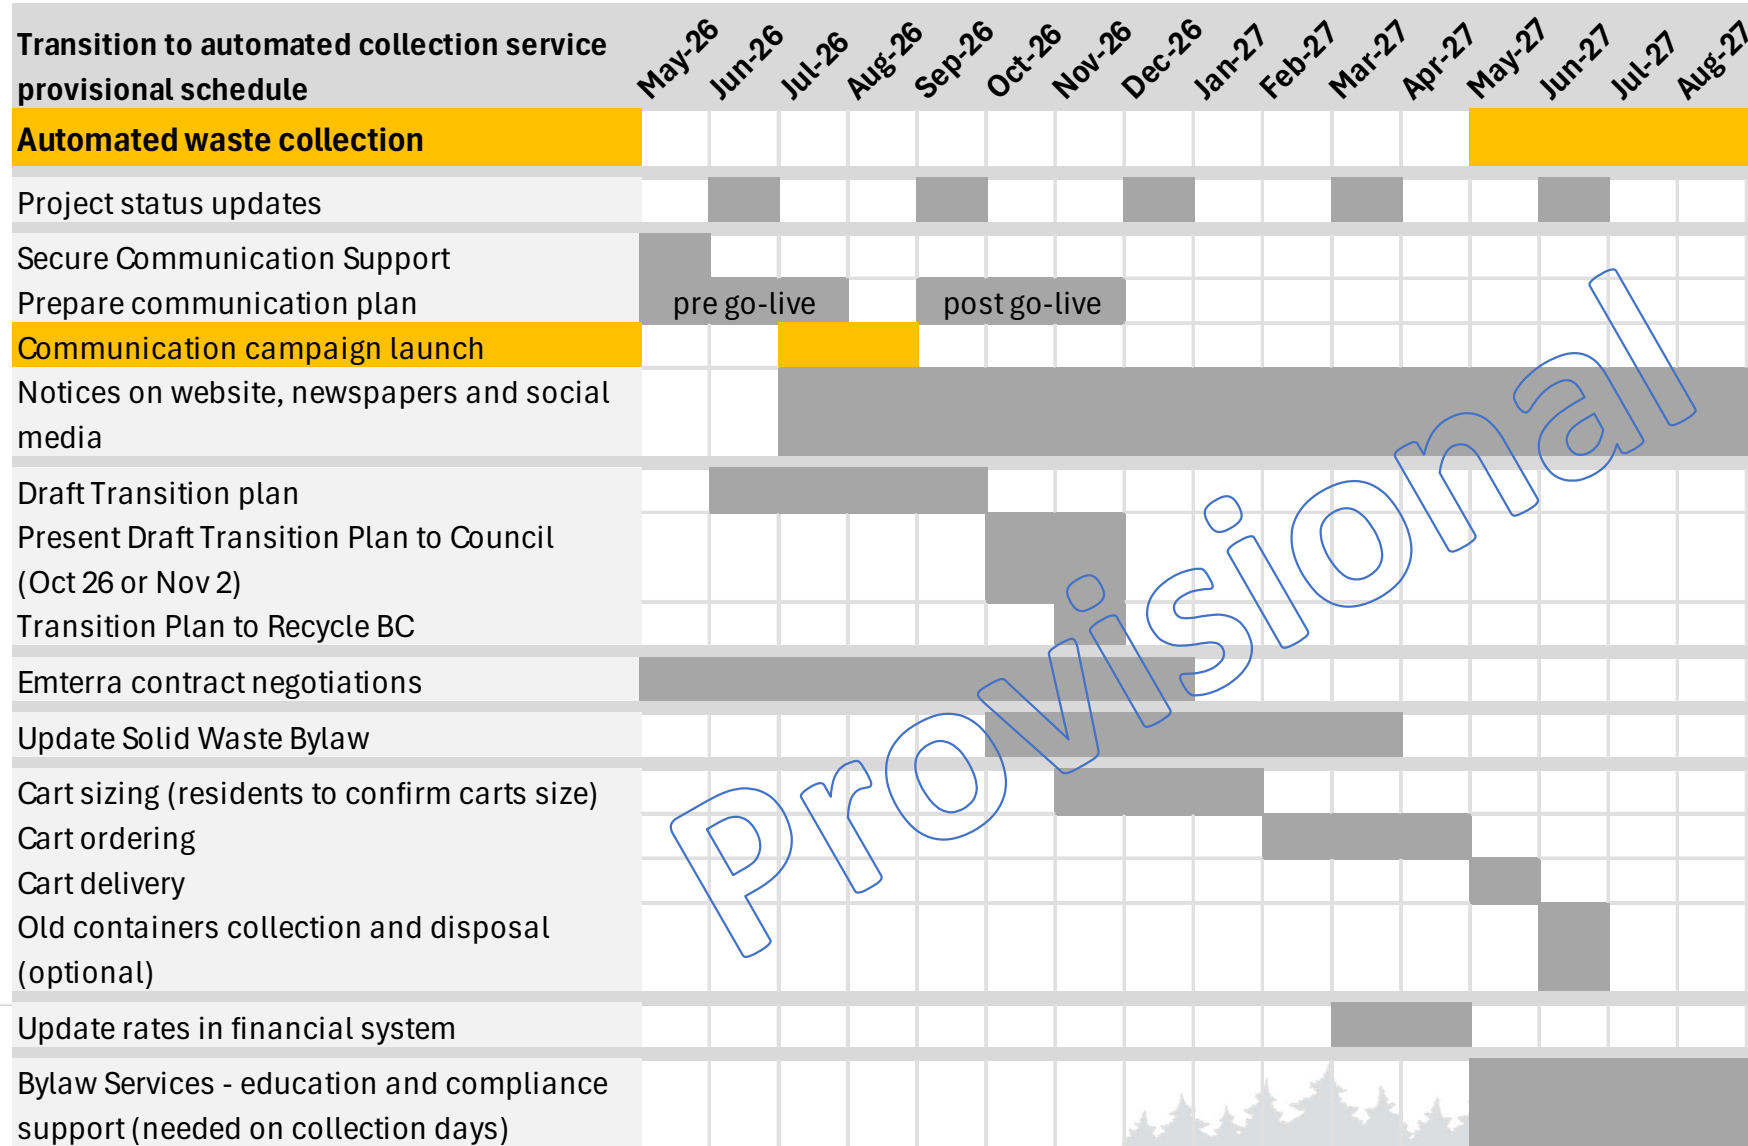 Transition to automated collection service
provisional schedule
May-26 Jun-26 Jul-26 Aug-26 Sep-26 Oct-26 Nov-26 Dec-26 Jan-27 Feb-27 Mar-27 Apr-27 May-27 Jun-27 Jul-27 Aug-27
Automated waste collection
Project status updates
Secure Communication Support
Prepare communication plan pre go-live post go-live
Communication campaign launch
Notices on website, newspapers and social
media
Draft Transition plan
Present Draft Transition Plan to Council
(Oct 26 or Nov 2)
Transition Plan to Recycle BC
Emterra contract negotiations
Update Solid Waste Bylaw
Cart sizing (residents to confirm carts size)
Cart ordering
Cart delivery
Old containers collection and disposal
(optional)
Update rates in financial system
Bylaw Services - education and compliance
support (needed on collection days)
Provisional